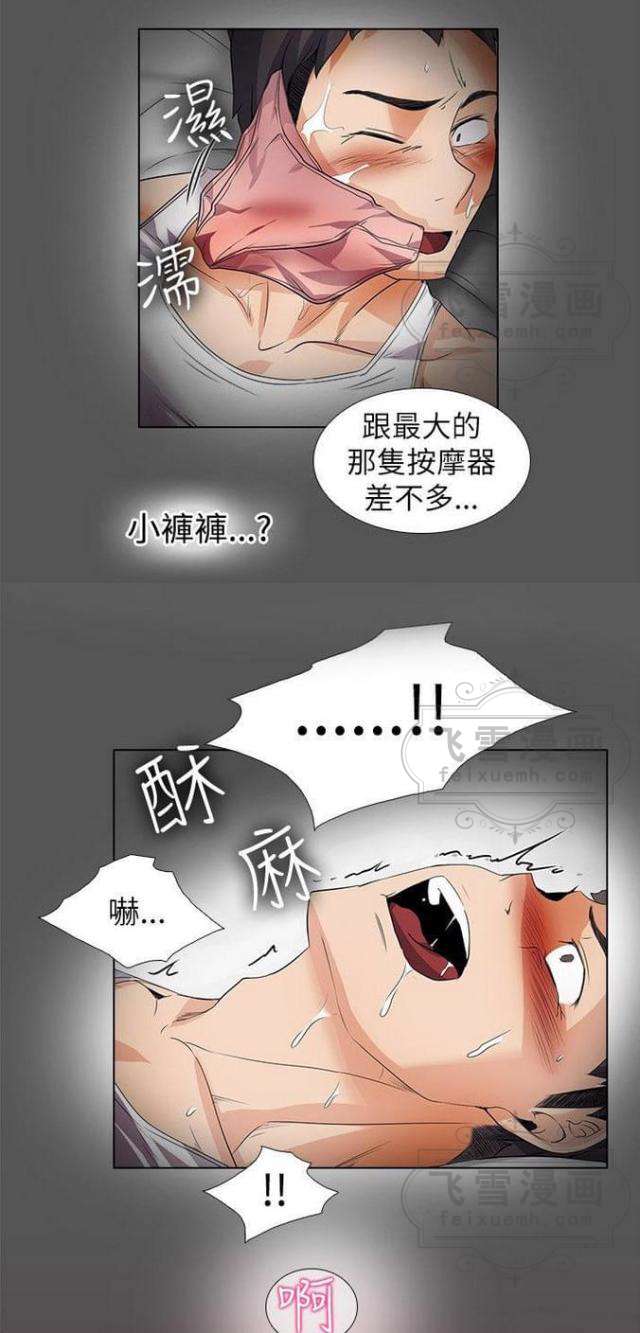 濕
濡
飞雪漫画
feixuemh.com
跟最大的
那隻按摩器
差不多...
小褲褲...?
........!!
飞雪漫画
feixuemh.com
酥
麻
嚇...
!!
飞雪漫画
feixuemh.com
啊